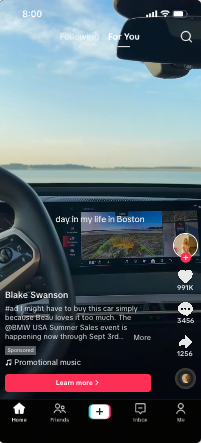 8:00
Following For You
day in my life in Boston
991K
3456
1256
Blake Swanson
#ad I might have to buy this car simply
because Beau loves it too much. The
@BMW USA Summer Sales event is
happening now through Sept 3rd... More
Sponsored
Promotional music
Learn more >
Home Friends Inbox Me